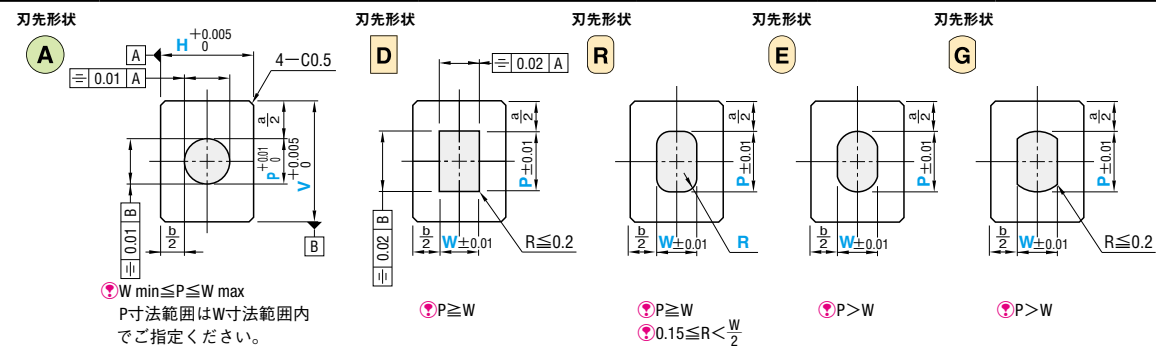 刃先形状
A
A
H +0.005 0
4−C0.5
⌯ 0.01 A
a/2
P +0.01 0
V +0.005 0
⌯ 0.01 B
b/2
B
W min≦P≦W max
P寸法範囲はW寸法範囲内
でご指定ください。
刃先形状
D
⌯ 0.02 A
a/2
P±0.01
⌯ 0.02 B
b/2
W±0.01
R≦0.2
P≧W
刃先形状
R
a/2
P±0.01
b/2
W±0.01
R
P≧W
0.15≦R<W/2
刃先形状
E
a/2
P±0.01
b/2
W±0.01
P>W
刃先形状
G
a/2
P±0.01
b/2
W±0.01
R≦0.2
P>W